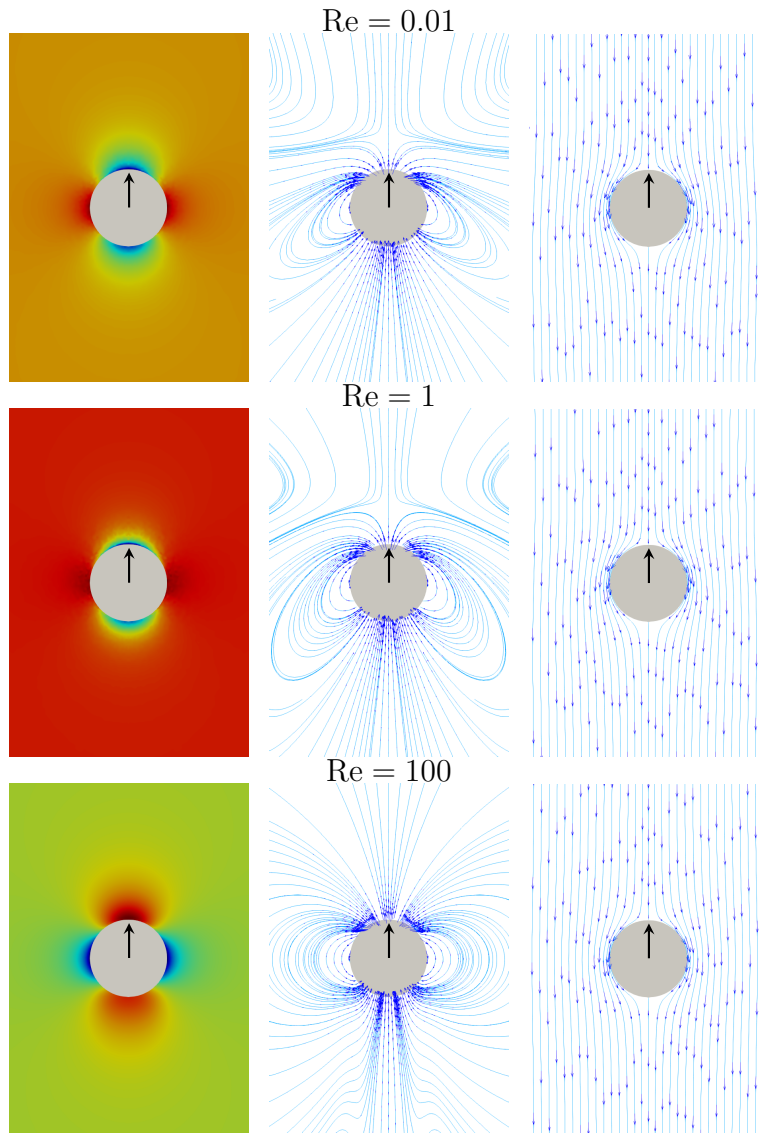 Re = 0.01
Re = 1
Re = 100